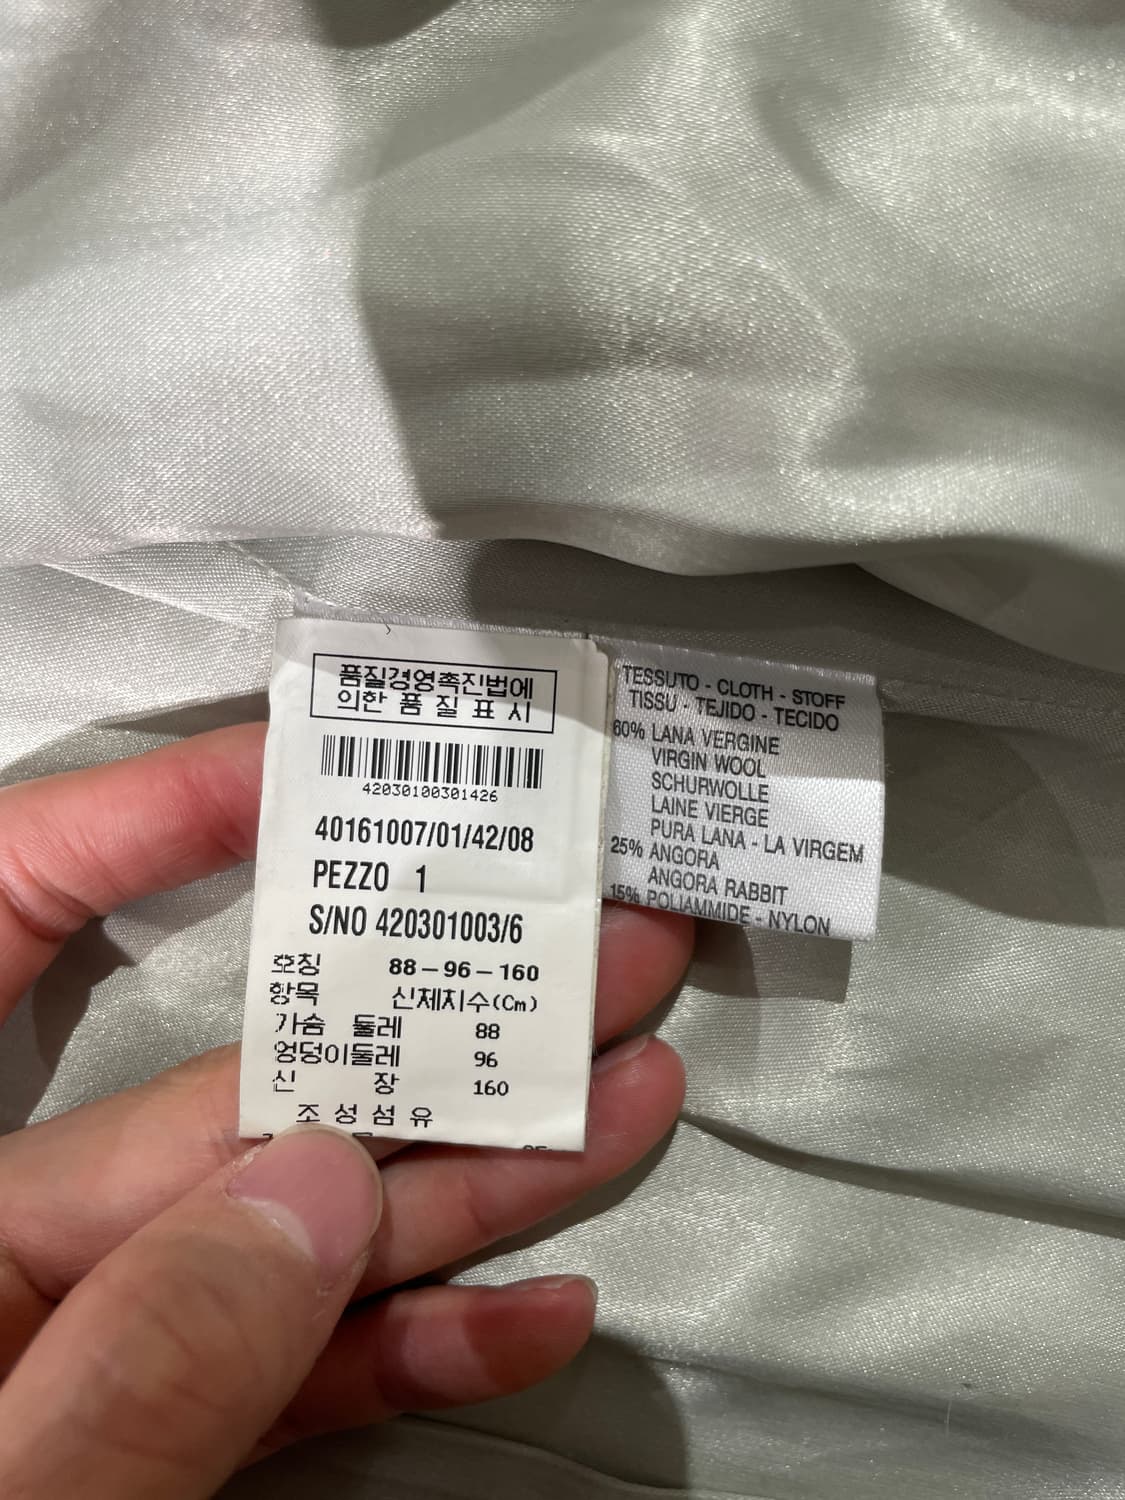 품질경영촉진법에
의한 품 질 표 시
42030100301426
40161007/01/42/08
PEZZO 1
S/NO 420301003/6
호칭 88-96-160
항목 신체치수(Cm)
가슴 둘레 88
엉덩이둘레 96
신 장 160
조 성 섬 유
TESSUTO - CLOTH - STOFF
TISSU - TEJIDO - TECIDO
60% LANA VERGINE
VIRGIN WOOL
SCHURWOLLE
LAINE VIERGE
PURA LANA - LA VIRGEM
25% ANGORA
ANGORA RABBIT
15% POLIAMMIDE - NYLON